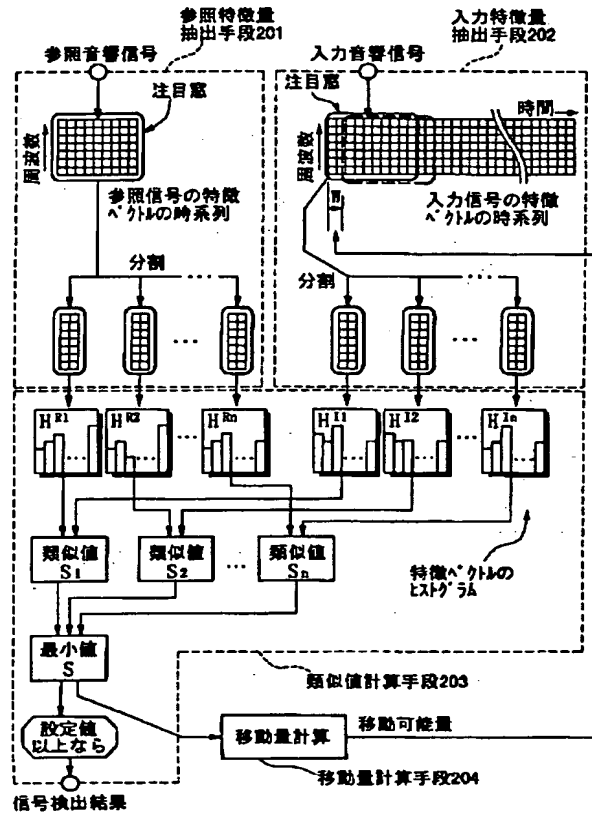 参照特徴量
抽出手段201
入力特徴量
抽出手段202
参照音響信号
入力音響信号
注目窓
注目窓
時間
周波数
周波数
参照信号の特徴
ベクトルの時系列
入力信号の特徴
ベクトルの時系列
W
分割
分割
...
...
...
...
H R1
H R2
...
H Rn
H I1
H I2
...
H In
類似値
S1
類似値
S2
...
類似値
Sn
特徴ベクトルの
ヒストグラム
最小値
S
類似値計算手段203
設定値
以上なら
移動量計算
移動可能量
移動量計算手段204
信号検出結果